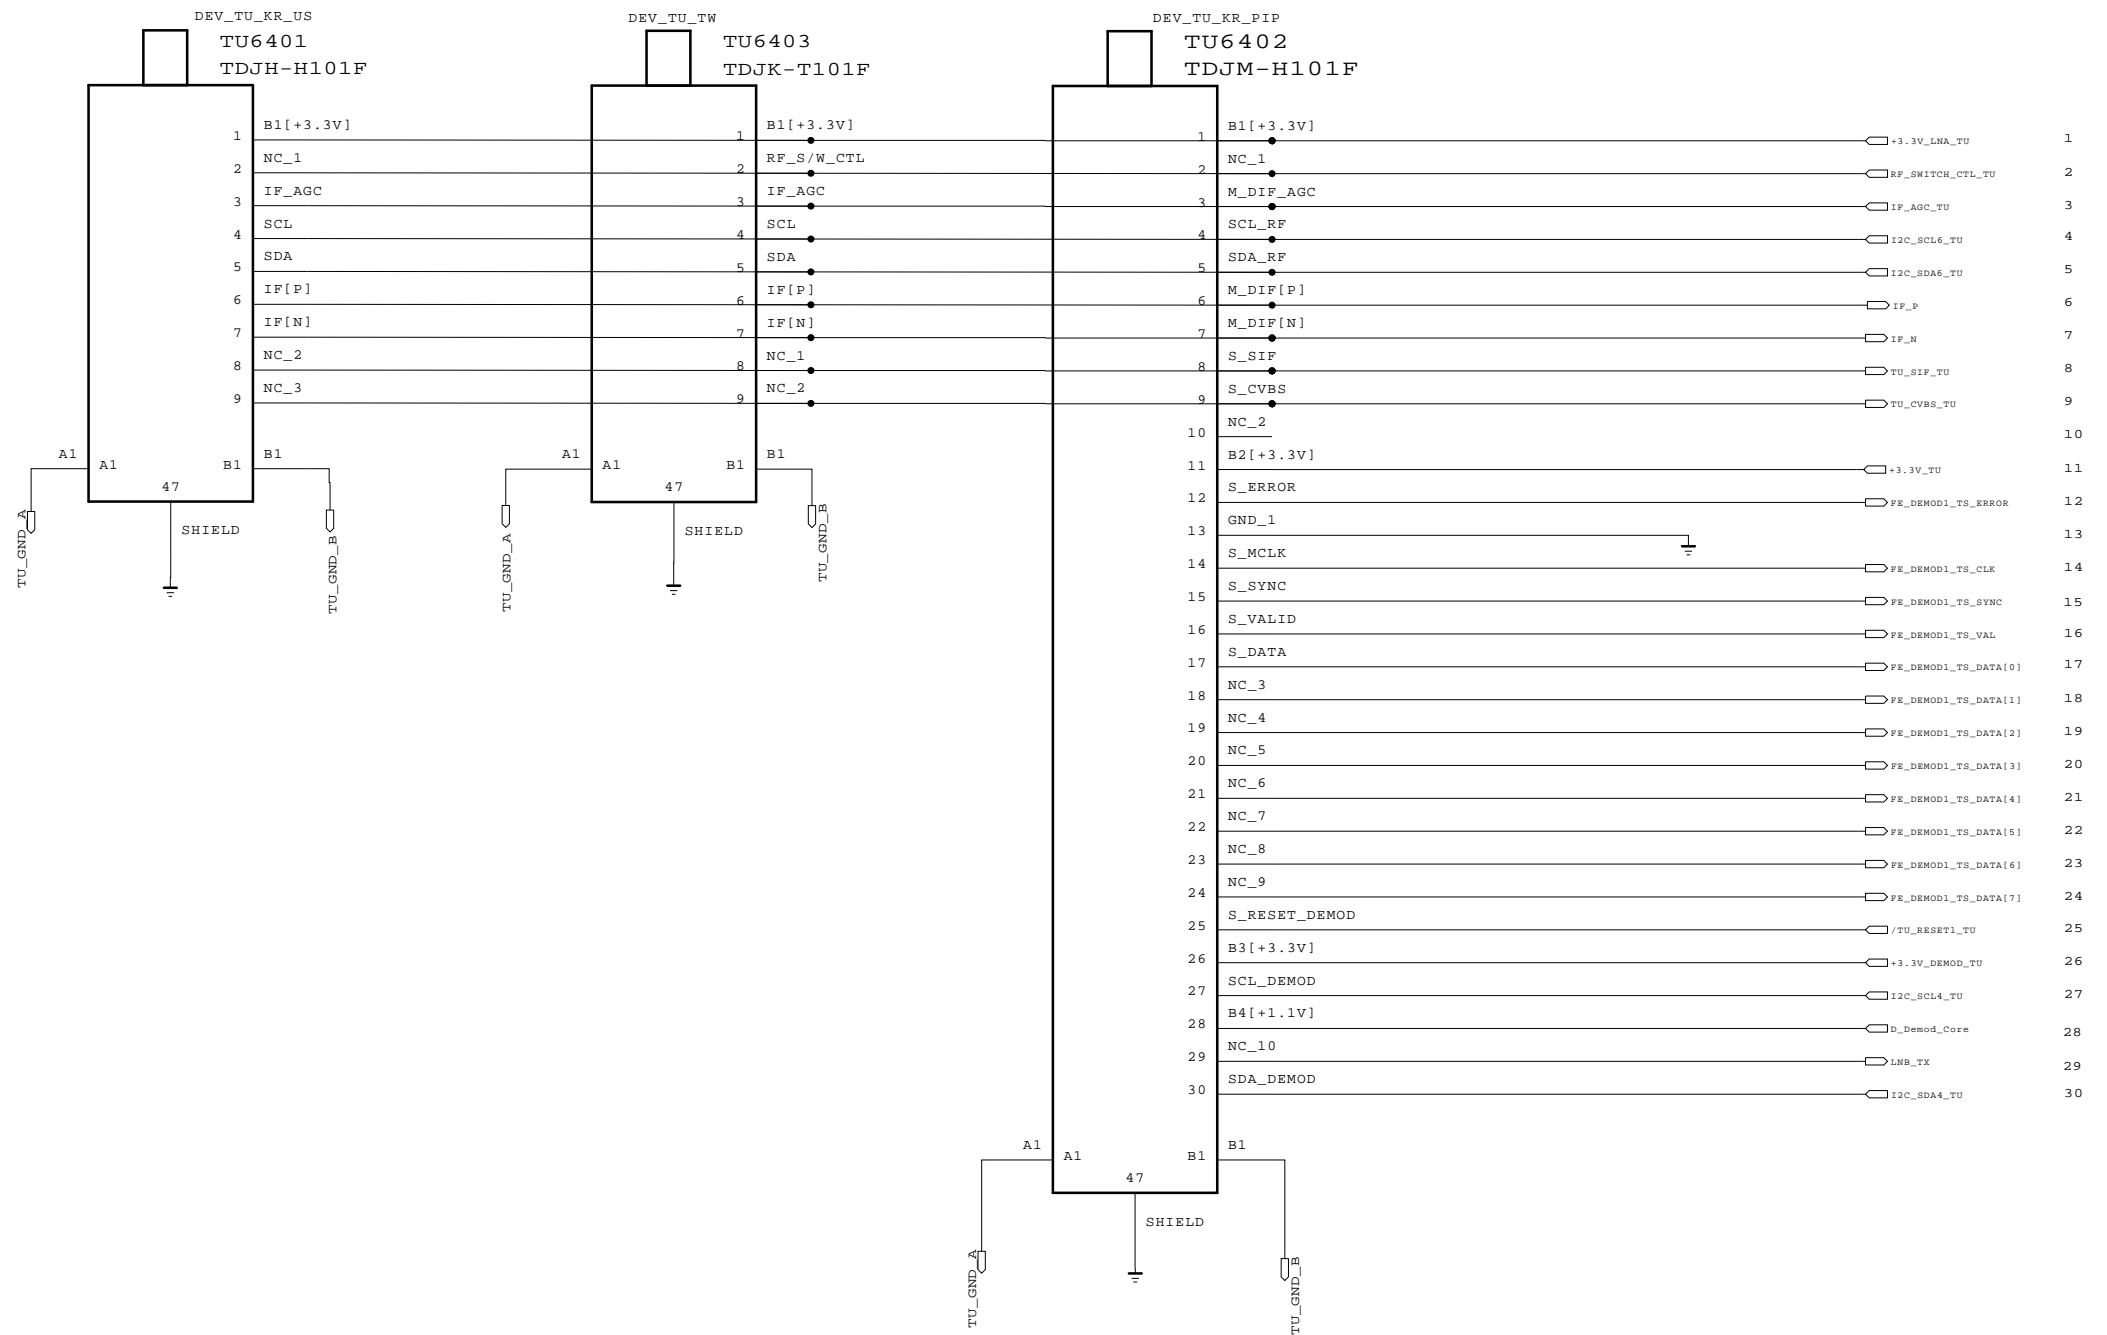 DEV_TU_KR_US
TU6401
TDJH-H101F
1 B1[+3.3V]
2 NC_1
3 IF_AGC
4 SCL
5 SDA
6 IF[P]
7 IF[N]
8 NC_2
9 NC_3
A1 A1 B1 B1
47
SHIELD
TU_GND_A
TU_GND_B
DEV_TU_TW
TU6403
TDJK-T101F
1 B1[+3.3V]
2 RF_S/W_CTL
3 IF_AGC
4 SCL
5 SDA
6 IF[P]
7 IF[N]
8 NC_1
9 NC_2
A1 A1 B1 B1
47
SHIELD
TU_GND_A
TU_GND_B
DEV_TU_KR_PIP
TU6402
TDJM-H101F
1 B1[+3.3V] +3.3V_LNA_TU 1
2 NC_1 RF_SWITCH_CTL_TU 2
3 M_DIF_AGC IF_AGC_TU 3
4 SCL_RF I2C_SCL6_TU 4
5 SDA_RF I2C_SDA6_TU 5
6 M_DIF[P] IF_P 6
7 M_DIF[N] IF_N 7
8 S_SIF TU_SIF_TU 8
9 S_CVBS TU_CVBS_TU 9
10 NC_2 10
11 B2[+3.3V] +3.3V_TU 11
12 S_ERROR FE_DEMOD1_TS_ERROR 12
13 GND_1 13
14 S_MCLK FE_DEMOD1_TS_CLK 14
15 S_SYNC FE_DEMOD1_TS_SYNC 15
16 S_VALID FE_DEMOD1_TS_VAL 16
17 S_DATA FE_DEMOD1_TS_DATA[0] 17
18 NC_3 FE_DEMOD1_TS_DATA[1] 18
19 NC_4 FE_DEMOD1_TS_DATA[2] 19
20 NC_5 FE_DEMOD1_TS_DATA[3] 20
21 NC_6 FE_DEMOD1_TS_DATA[4] 21
22 NC_7 FE_DEMOD1_TS_DATA[5] 22
23 NC_8 FE_DEMOD1_TS_DATA[6] 23
24 NC_9 FE_DEMOD1_TS_DATA[7] 24
25 S_RESET_DEMOD /TU_RESET1_TU 25
26 B3[+3.3V] +3.3V_DEMOD_TU 26
27 SCL_DEMOD I2C_SCL4_TU 27
28 B4[+1.1V] D_Demod_Core 28
29 NC_10 LNB_TX 29
30 SDA_DEMOD I2C_SDA4_TU 30
A1 A1 B1 B1
47
SHIELD
TU_GND_A
TU_GND_B